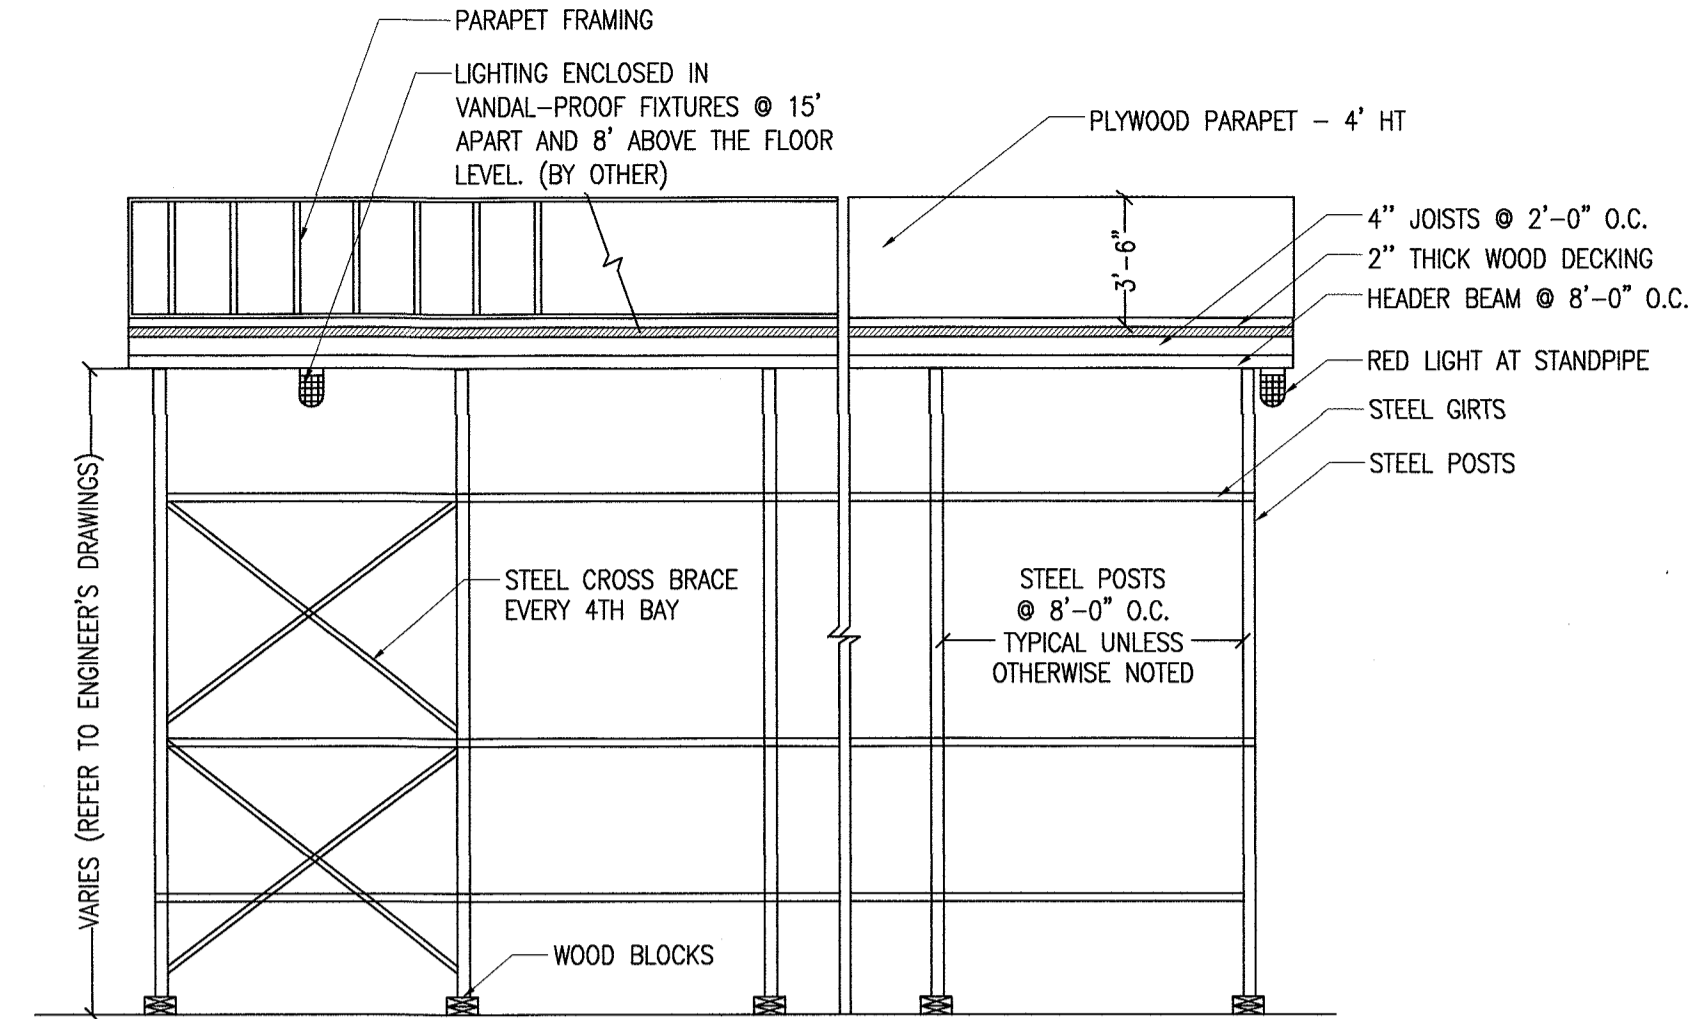 PARAPET FRAMING
LIGHTING ENCLOSED IN
VANDAL-PROOF FIXTURES @ 15'
APART AND 8' ABOVE THE FLOOR
LEVEL. (BY OTHER)
PLYWOOD PARAPET - 4' HT
3'-6"
4" JOISTS @ 2'-0" O.C.
2" THICK WOOD DECKING
HEADER BEAM @ 8'-0" O.C.
RED LIGHT AT STANDPIPE
STEEL GIRTS
STEEL POSTS
VARIES (REFER TO ENGINEER'S DRAWINGS)
STEEL CROSS BRACE
EVERY 4TH BAY
STEEL POSTS
@ 8'-0" O.C.
TYPICAL UNLESS
OTHERWISE NOTED
WOOD BLOCKS